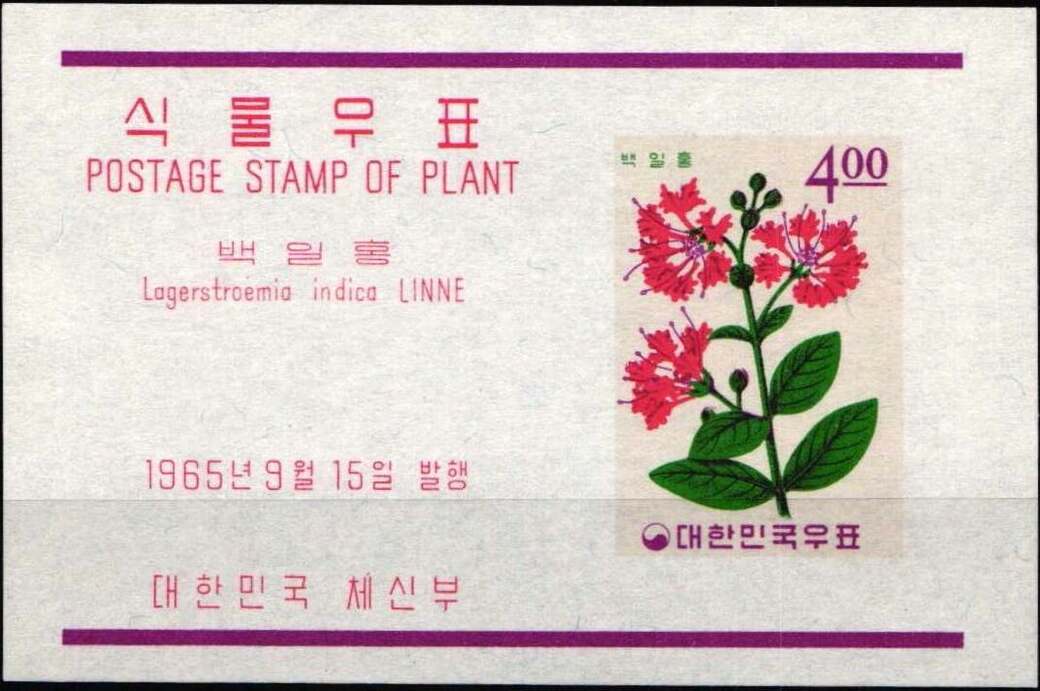 식물우표
POSTAGE STAMP OF PLANT
백일홍
Lagerstroemia indica LINNE
1965년 9월 15일 발행
대한민국 체신부
백일홍
400
대한민국우표